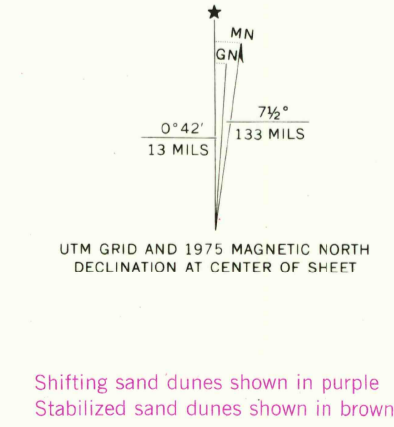 ★
MN
GN
0°42'
13 MILS
7½°
133 MILS
UTM GRID AND 1975 MAGNETIC NORTH
DECLINATION AT CENTER OF SHEET
Shifting sand dunes shown in purple
Stabilized sand dunes shown in brown